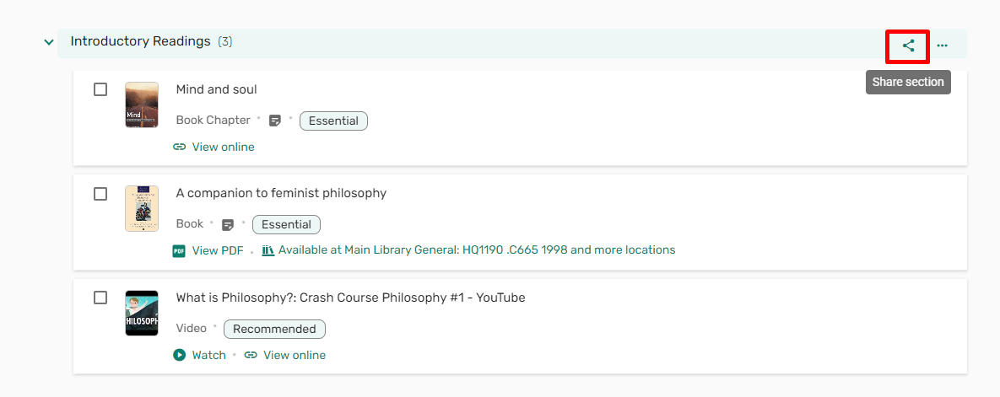 Introductory Readings (3)
Share section
Mind and soul
Mind
Book Chapter • • Essential
View online
A companion to feminist philosophy
Book • • Essential
PDF View PDF • Available at Main Library General: HQ1190 .C665 1998 and more locations
What is Philosophy?: Crash Course Philosophy #1 - YouTube
HILOSOPH
Video • Recommended
Watch • View online